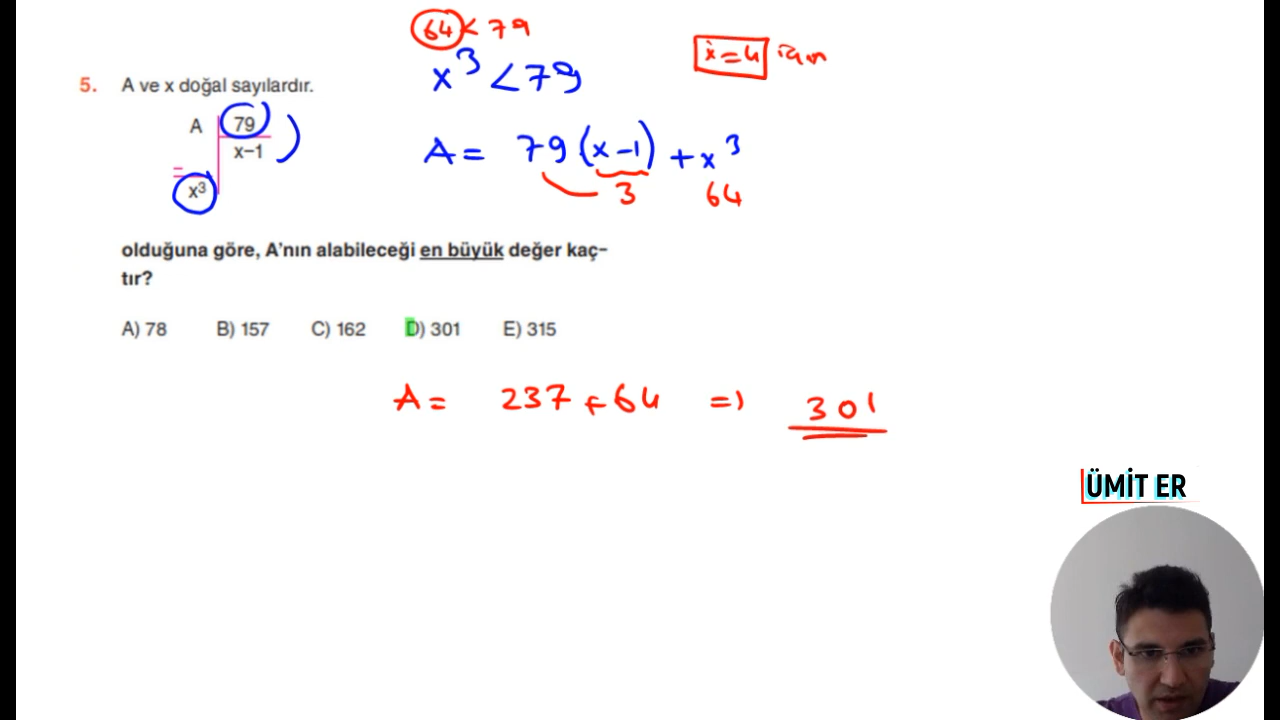 64 < 79
x³ < 79
x = 4 için
5. A ve x doğal sayılardır.
A 79
x−1
x³
A = 79 (x−1) + x³
3 64
olduğuna göre, A'nın alabileceği en büyük değer kaç-
tır?
A) 78 B) 157 C) 162 D) 301 E) 315
A = 237 + 64 => 301
ÜMİT ER